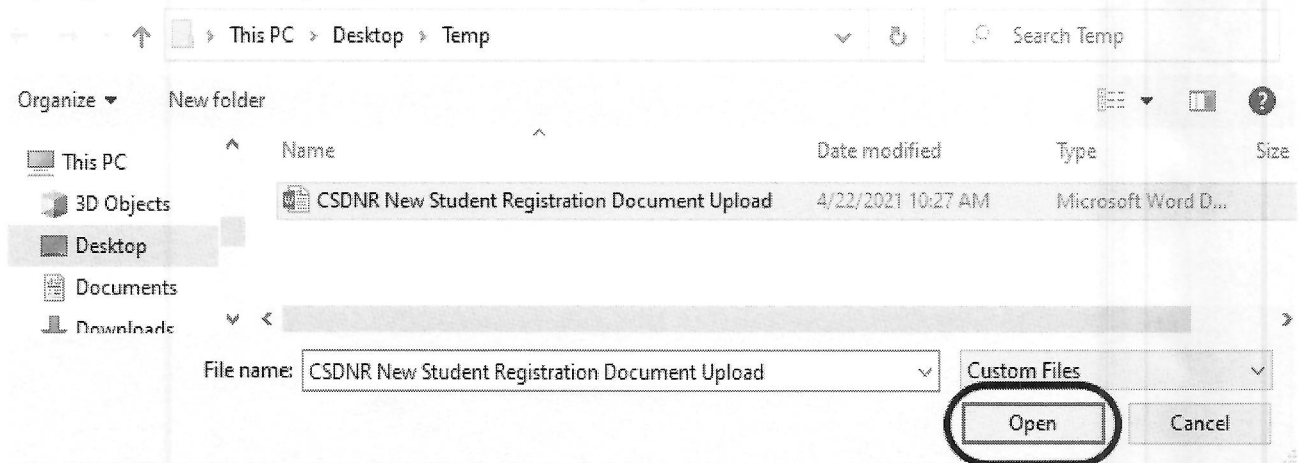 This PC > Desktop > Temp
Search Temp
Organize
New folder
Name
Date modified
Type
Size
This PC
3D Objects
Desktop
Documents
Downloads
CSDNR New Student Registration Document Upload
4/22/2021 10:27 AM
Microsoft Word D...
File name:
CSDNR New Student Registration Document Upload
Custom Files
Open
Cancel